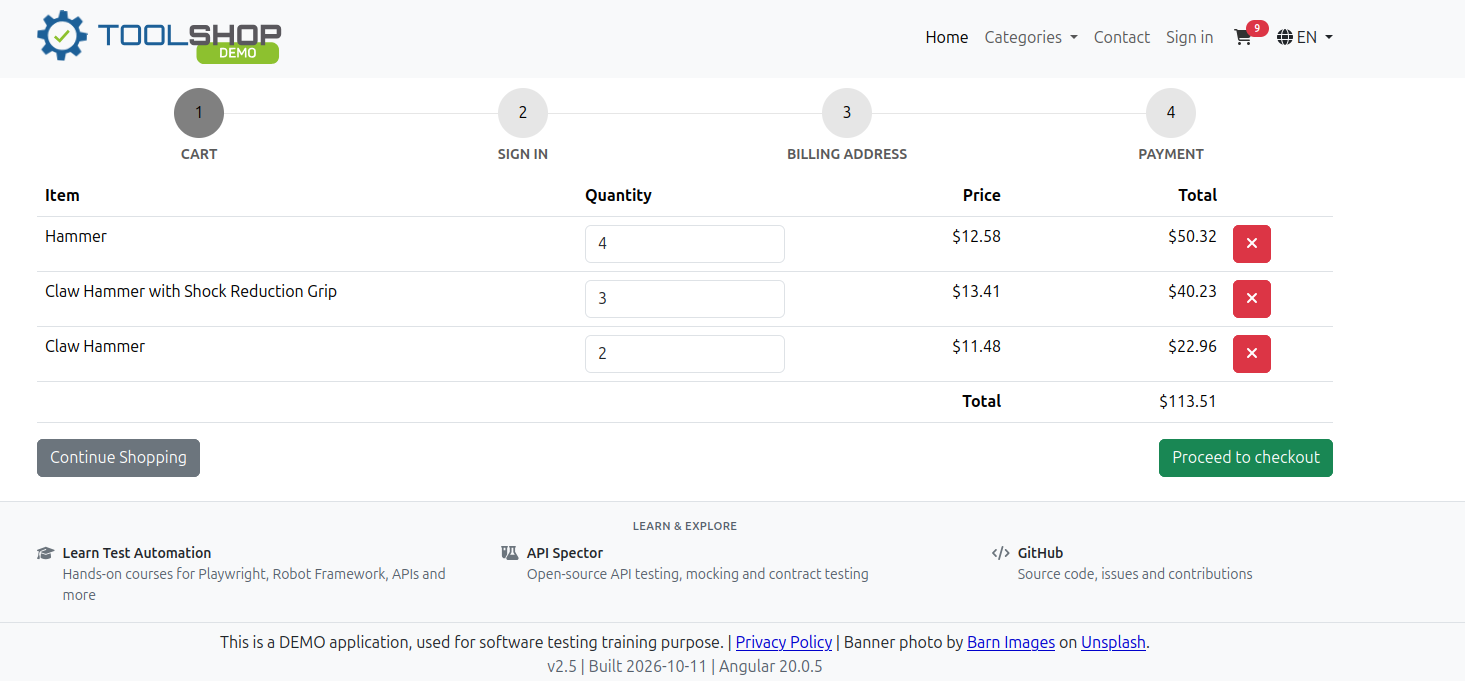 TOOLSHOP
DEMO
Home Categories Contact Sign in 9 EN
1 2 3 4
CART SIGN IN BILLING ADDRESS PAYMENT
Item Quantity Price Total
Hammer 4 $12.58 $50.32
Claw Hammer with Shock Reduction Grip 3 $13.41 $40.23
Claw Hammer 2 $11.48 $22.96
Total $113.51
Continue Shopping Proceed to checkout
LEARN & EXPLORE
Learn Test Automation API Spector GitHub
Hands-on courses for Playwright, Robot Framework, APIs and Open-source API testing, mocking and contract testing Source code, issues and contributions
more
This is a DEMO application, used for software testing training purpose. | Privacy Policy | Banner photo by Barn Images on Unsplash.
v2.5 | Built 2026-10-11 | Angular 20.0.5